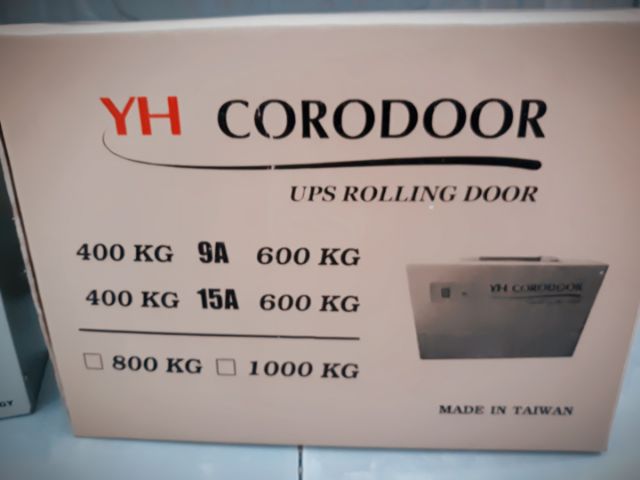 YH CORODOOR
UPS ROLLING DOOR
400 KG 9A 600 KG
400 KG 15A 600 KG
800 KG 1000 KG
YH CORODOOR
MADE IN TAIWAN